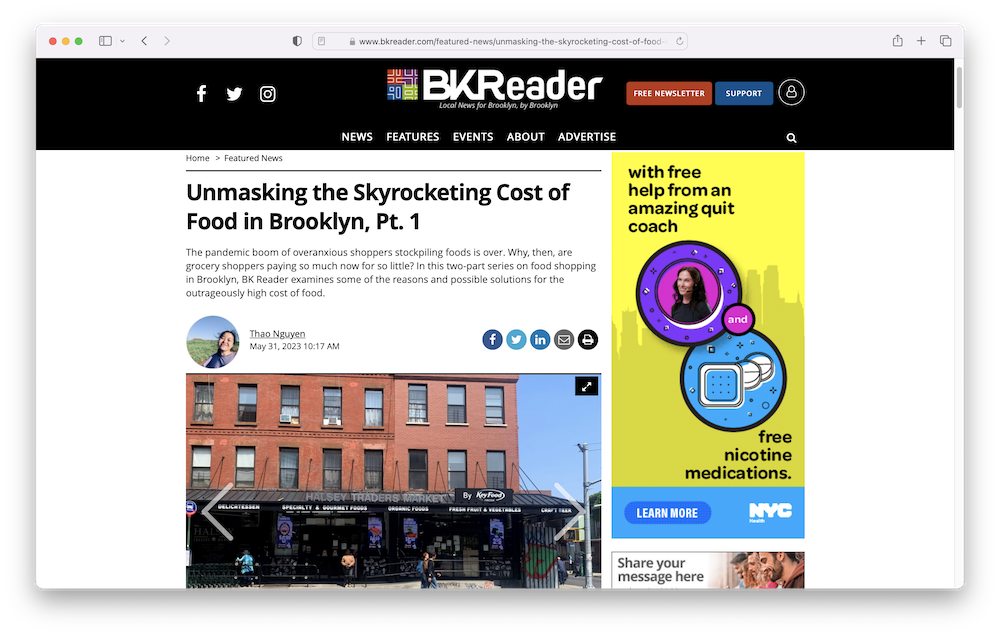 www.bkreader.com/featured-news/unmasking-the-skyrocketing-cost-of-food-
BKReader
Local News for Brooklyn, by Brooklyn
FREE NEWSLETTER
SUPPORT
NEWS FEATURES EVENTS ABOUT ADVERTISE
Home > Featured News
Unmasking the Skyrocketing Cost of
Food in Brooklyn, Pt. 1
The pandemic boom of overanxious shoppers stockpiling foods is over. Why, then, are
grocery shoppers paying so much now for so little? In this two-part series on food shopping
in Brooklyn, BK Reader examines some of the reasons and possible solutions for the
outrageously high cost of food.
Thao Nguyen
May 31, 2023 10:17 AM
HALSEY TRADERS MARKET
By Key Food
DELICATESSEN
SPECIALTY & GOURMET FOODS
ORGANIC FOODS
FRESH FRUIT & VEGETABLES
CRAFT BEER
with free
help from an
amazing quit
coach
and
free
nicotine
medications.
LEARN MORE
NYC
Health
Share your
message here